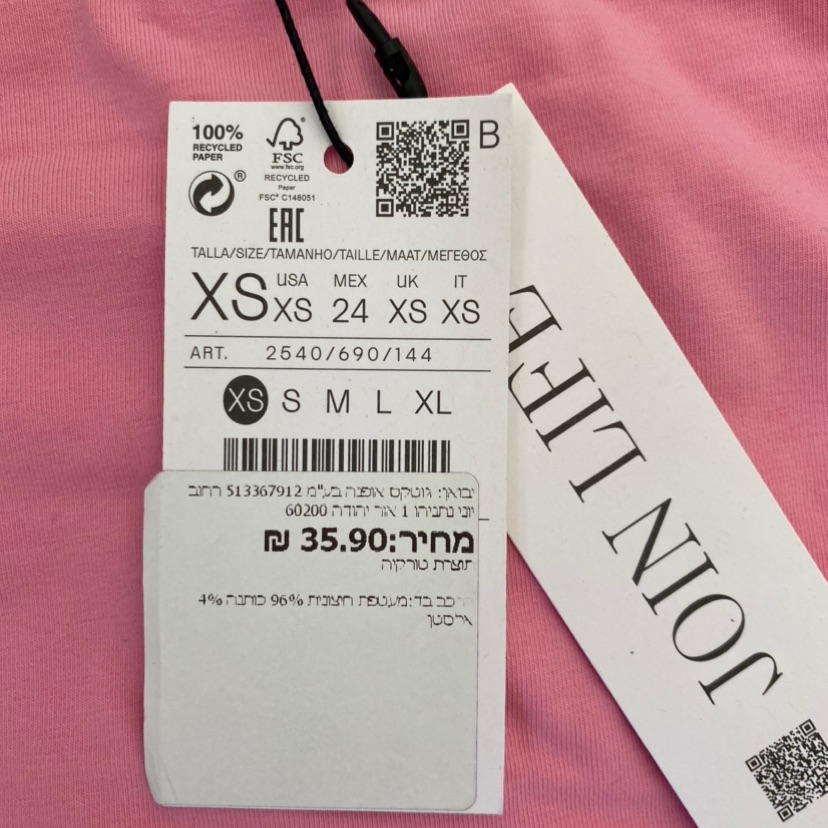 100%
RECYCLED
PAPER
FSC
www.fsc.org
RECYCLED
Paper
FSC® C148051
®
B
EAC
TALLA/SIZE/TAMANHO/TAILLE/MAAT/ΜΕΓΕΘΟΣ
XS USA XS MEX 24 UK XS IT XS
ART. 2540/690/144
XS S M L XL
יבואן: גוטקס אופנה בע"מ 513367912 רחוב
יוני נתניהו 1 אור יהודה 60200
מחיר:35.90 ₪
תוצרת טורקיה
הרכב בד:מעטפת חיצונית 96% כותנה 4%
אלסטן
JOIN LIFE